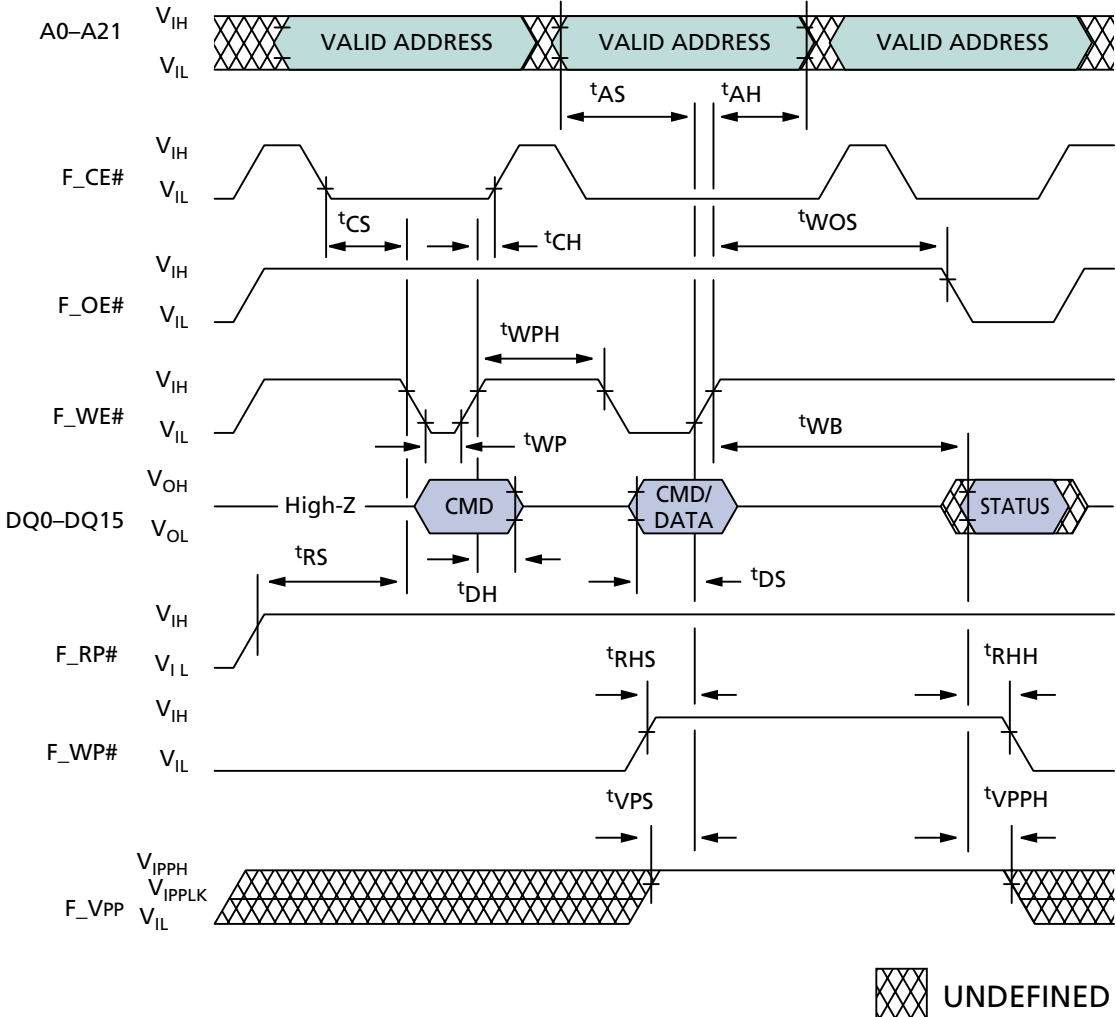 A0–A21
VIH
VIL
VALID ADDRESS
VALID ADDRESS
VALID ADDRESS
tAS
tAH
F_CE#
VIH
VIL
tCS
tCH
tWOS
F_OE#
VIH
VIL
tWPH
F_WE#
VIH
VIL
tWP
tWB
DQ0–DQ15
VOH
VOL
High-Z
CMD
CMD/
DATA
STATUS
tRS
tDH
tDS
F_RP#
VIH
VI L
tRHS
tRHH
F_WP#
VIH
VIL
tVPS
tVPPH
F_VPP
VIPPH
VIPPLK
VIL
UNDEFINED